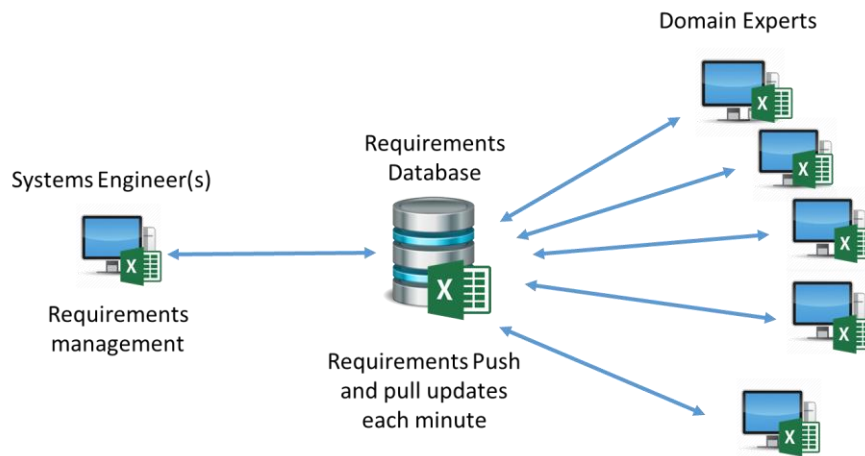 Domain Experts
X
X
Requirements
Database
Systems Engineer(s)
X
X
X
X
Requirements
management
X
Requirements Push
and pull updates
each minute
X